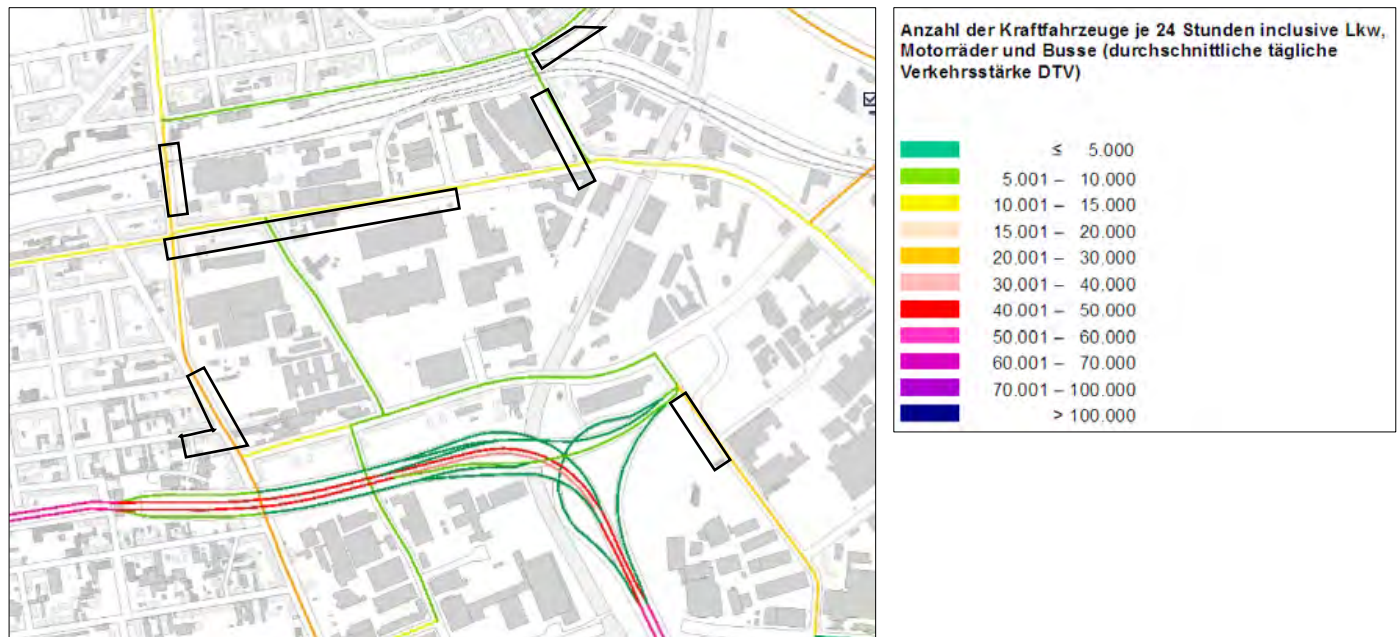 Anzahl der Kraftfahrzeuge je 24 Stunden inclusive Lkw,
Motorräder und Busse (durchschnittliche tägliche
Verkehrsstärke DTV)
≤ 5.000
5.001 – 10.000
10.001 – 15.000
15.001 – 20.000
20.001 – 30.000
30.001 – 40.000
40.001 – 50.000
50.001 – 60.000
60.001 – 70.000
70.001 – 100.000
> 100.000